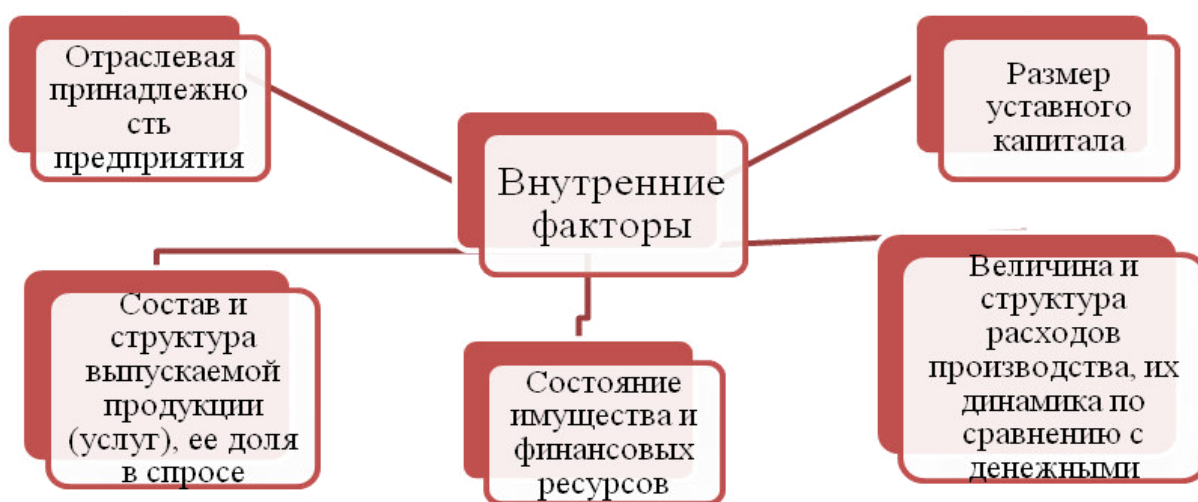 Отраслевая
принадлежно
сть
предприятия
Размер
уставного
капитала
Внутренние
факторы
Состав и
структура
выпускаемой
продукции
(услуг), ее доля
в спросе
Состояние
имущества и
финансовых
ресурсов
Величина и
структура
расходов
производства, их
динамика по
сравнению с
денежными